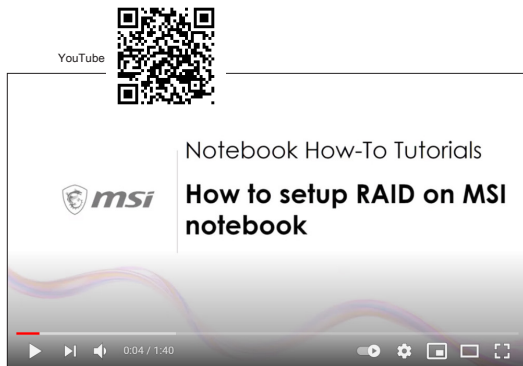 YouTube
Notebook How-To Tutorials
msi
How to setup RAID on MSI
notebook
0:04 / 1:40